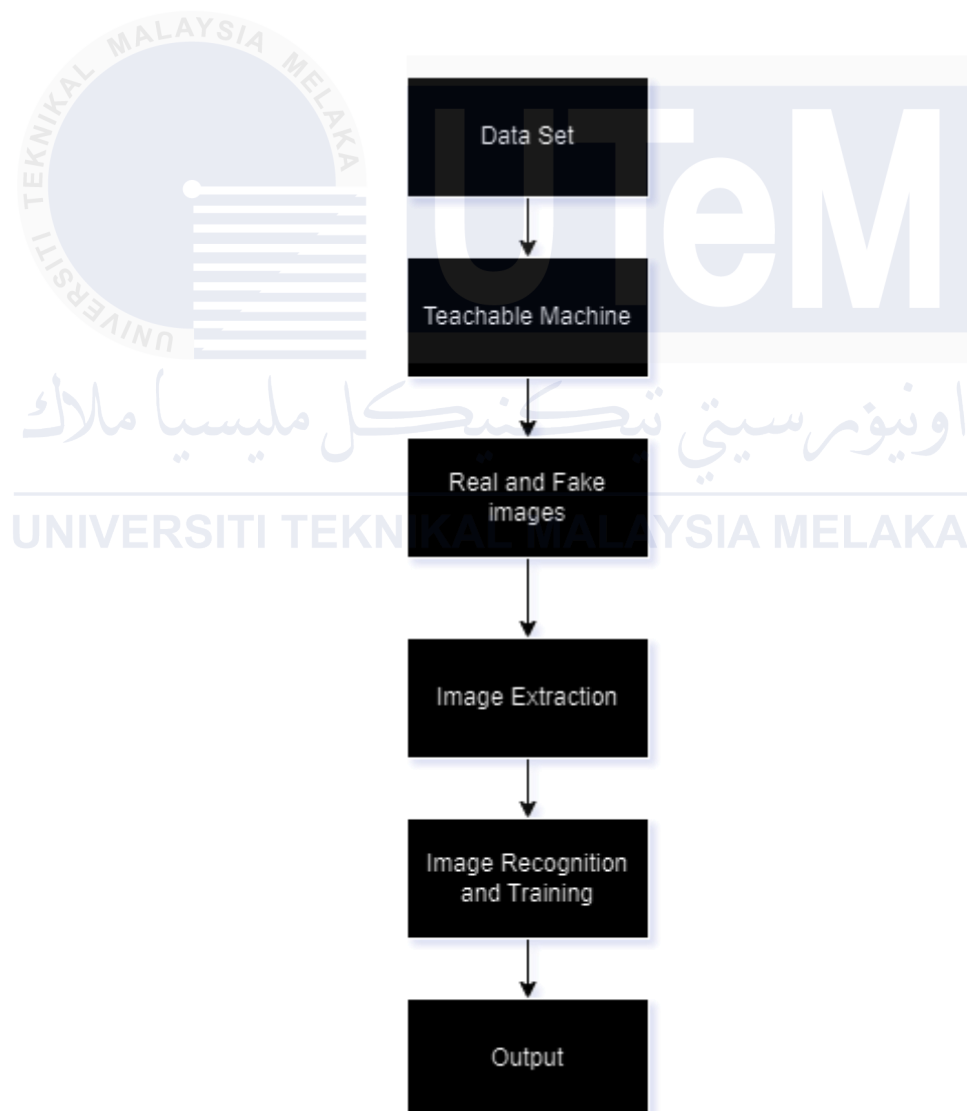 UNIVERSITI TEKNIKAL MALAYSIA MELAKA
UTeM
Data Set
Teachable Machine
اونيۏرسيتي تيكنيكل مليسيا ملاك
Real and Fake
images
UNIVERSITI TEKNIKAL MALAYSIA MELAKA
Image Extraction
Image Recognition
and Training
Output